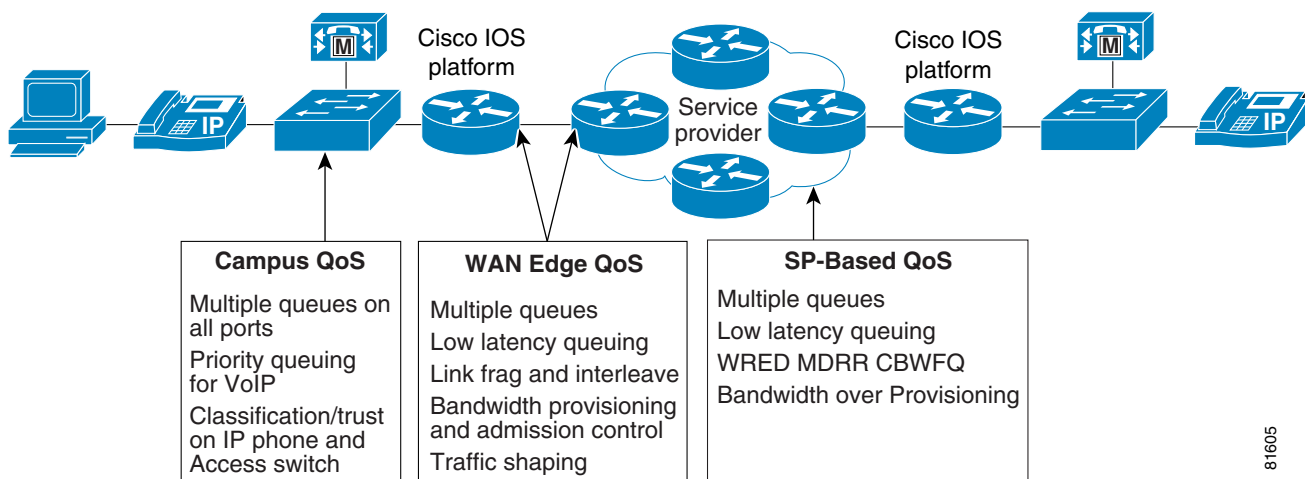 M
Cisco IOS
platform
Cisco IOS
platform
M
IP
Service
provider
IP
Campus QoS
Multiple queues on
all ports
Priority queuing
for VoIP
Classification/trust
on IP phone and
Access switch
WAN Edge QoS
Multiple queues
Low latency queuing
Link frag and interleave
Bandwidth provisioning
and admission control
Traffic shaping
SP-Based QoS
Multiple queues
Low latency queuing
WRED MDRR CBWFQ
Bandwidth over Provisioning
81605